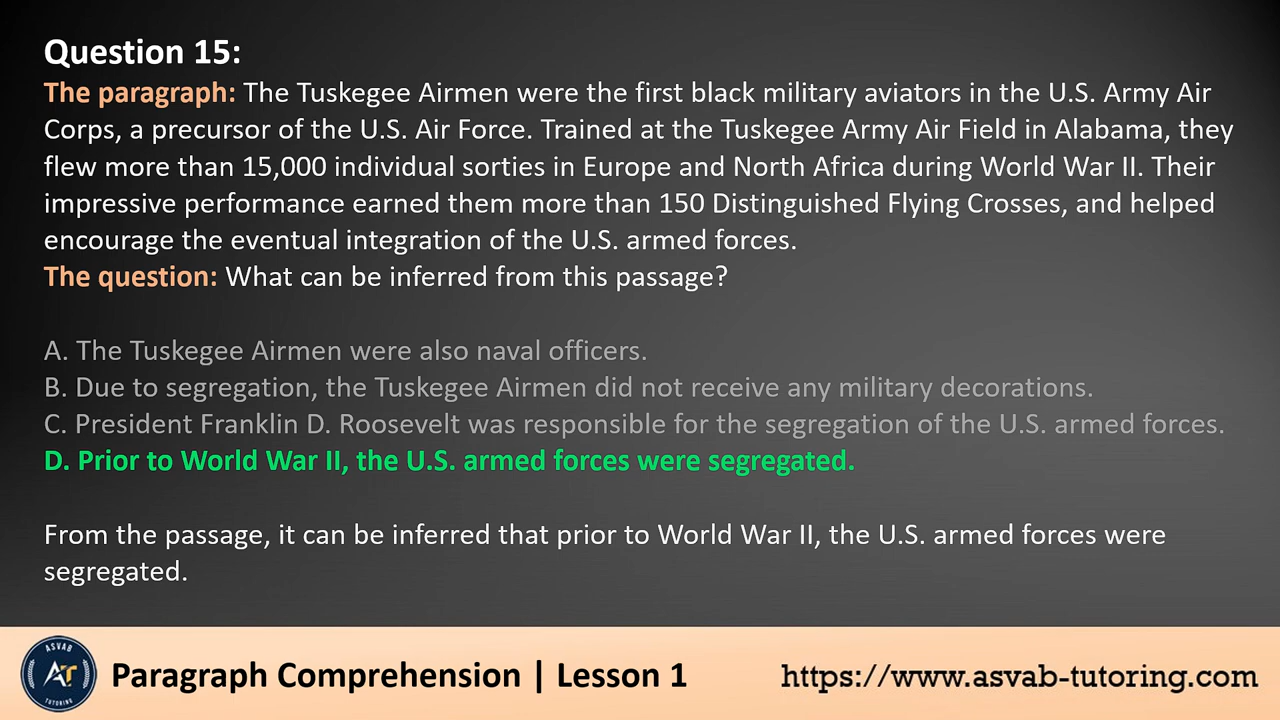 Question 15:
The paragraph: The Tuskegee Airmen were the first black military aviators in the U.S. Army Air
Corps, a precursor of the U.S. Air Force. Trained at the Tuskegee Army Air Field in Alabama, they
flew more than 15,000 individual sorties in Europe and North Africa during World War II. Their
impressive performance earned them more than 150 Distinguished Flying Crosses, and helped
encourage the eventual integration of the U.S. armed forces.
The question: What can be inferred from this passage?
A. The Tuskegee Airmen were also naval officers.
B. Due to segregation, the Tuskegee Airmen did not receive any military decorations.
C. President Franklin D. Roosevelt was responsible for the segregation of the U.S. armed forces.
D. Prior to World War II, the U.S. armed forces were segregated.
From the passage, it can be inferred that prior to World War II, the U.S. armed forces were
segregated.
ASVAB
AT
TUTORING
Paragraph Comprehension | Lesson 1
https://www.asvab-tutoring.com